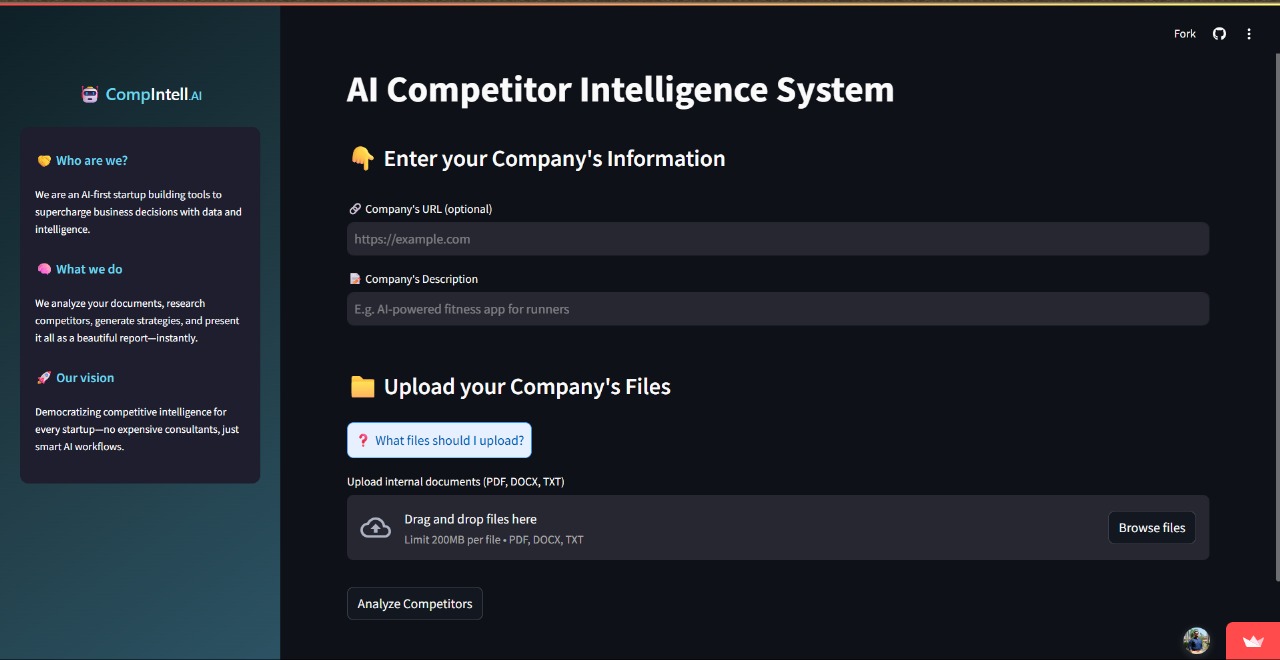 Fork
CompIntell.AI
🤝 Who are we?
We are an AI-first startup building tools to
supercharge business decisions with data and
intelligence.
🧠 What we do
We analyze your documents, research
competitors, generate strategies, and present
it all as a beautiful report—instantly.
🚀 Our vision
Democratizing competitive intelligence for
every startup—no expensive consultants, just
smart AI workflows.
AI Competitor Intelligence System
👇 Enter your Company's Information
🔗 Company's URL (optional)
https://example.com
📝 Company's Description
E.g. AI-powered fitness app for runners
📁 Upload your Company's Files
❓ What files should I upload?
Upload internal documents (PDF, DOCX, TXT)
Drag and drop files here
Limit 200MB per file • PDF, DOCX, TXT
Browse files
Analyze Competitors